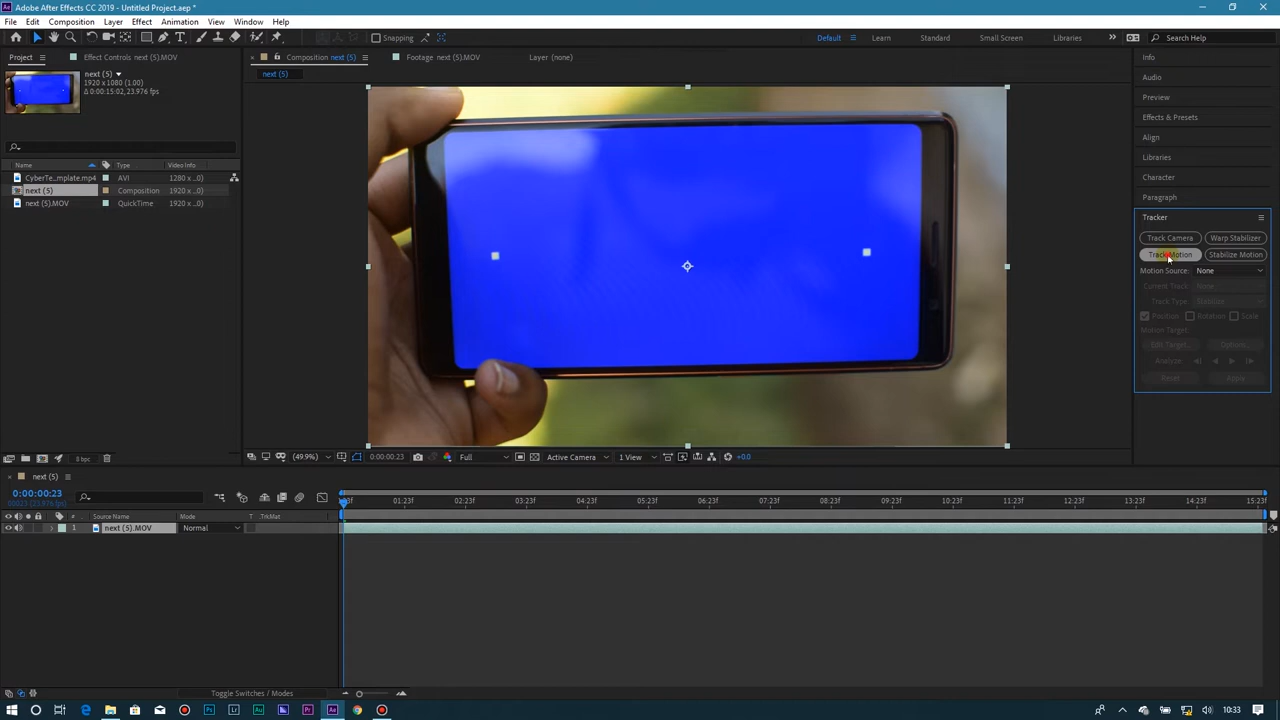 Adobe After Effects CC 2019 - Untitled Project.aep *
File Edit Composition Layer Effect Animation View Window Help
Snapping
Default Learn Standard Small Screen Libraries Search Help
Project Effect Controls next (5).MOV
Composition next (5) Footage next (5).MOV Layer (none)
next (5)
next (5)
1920 x 1080 (1.00)
Δ 0:00:15:02, 23.976 fps
Name Type Video Info
CyberTe...mplate.mp4 AVI 1280 x ...0)
next (5) Composition 1920 x ...0)
next (5).MOV QuickTime 1920 x ...0)
Info
Audio
Preview
Effects & Presets
Align
Libraries
Character
Paragraph
Tracker
Track Camera Warp Stabilizer
Track Motion Stabilize Motion
Motion Source: None
Current Track: None
Track Type: Stabilize
Position Rotation Scale
Motion Target:
Edit Target... Options...
Analyze:
Reset Apply
8 bpc
(49.9%) 0:00:00:23 Full Active Camera 1 View +0.0
next (5)
0:00:00:23
00023 (23.976 fps)
01:23f 02:23f 03:23f 04:23f 05:23f 06:23f 07:23f 08:23f 09:23f 10:23f 11:23f 12:23f 13:23f 14:23f 15:23f
# Source Name Mode T .TrkMat
1 next (5).MOV Normal
Toggle Switches / Modes
10:33